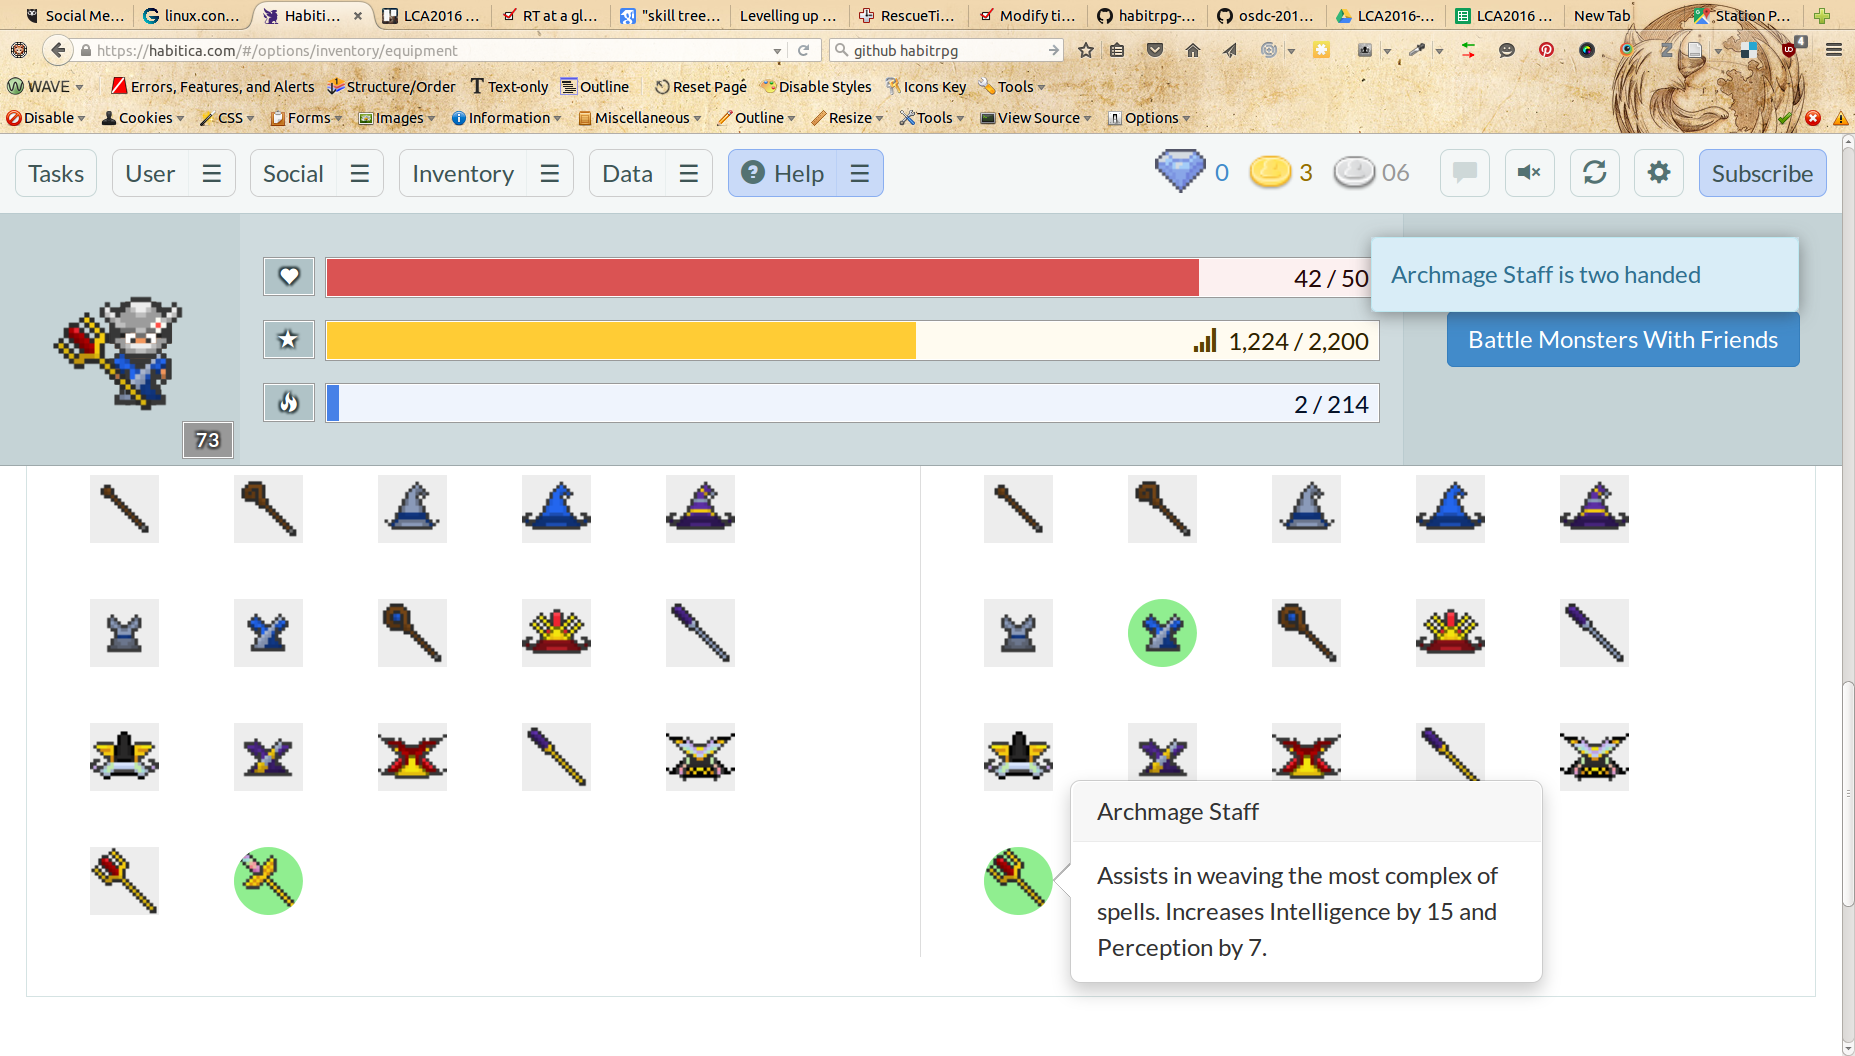 Social Me...
linux.con...
Habiti...
LCA2016 ...
RT at a gl...
"skill tree...
Levelling up ...
RescueTi...
Modify ti...
habitrpg-...
osdc-201...
LCA2016-...
LCA2016 ...
New Tab
Station P...
https://habitica.com/#/options/inventory/equipment
github habitrpg
4
WAVE
Errors, Features, and Alerts
Structure/Order
Text-only
Outline
Reset Page
Disable Styles
Icons Key
Tools
Disable
Cookies
CSS
Forms
Images
Information
Miscellaneous
Outline
Resize
Tools
View Source
Options
Tasks
User
Social
Inventory
Data
Help
0
3
06
Subscribe
42 / 50
Archmage Staff is two handed
1,224 / 2,200
Battle Monsters With Friends
2 / 214
73
Archmage Staff
Assists in weaving the most complex of
spells. Increases Intelligence by 15 and
Perception by 7.